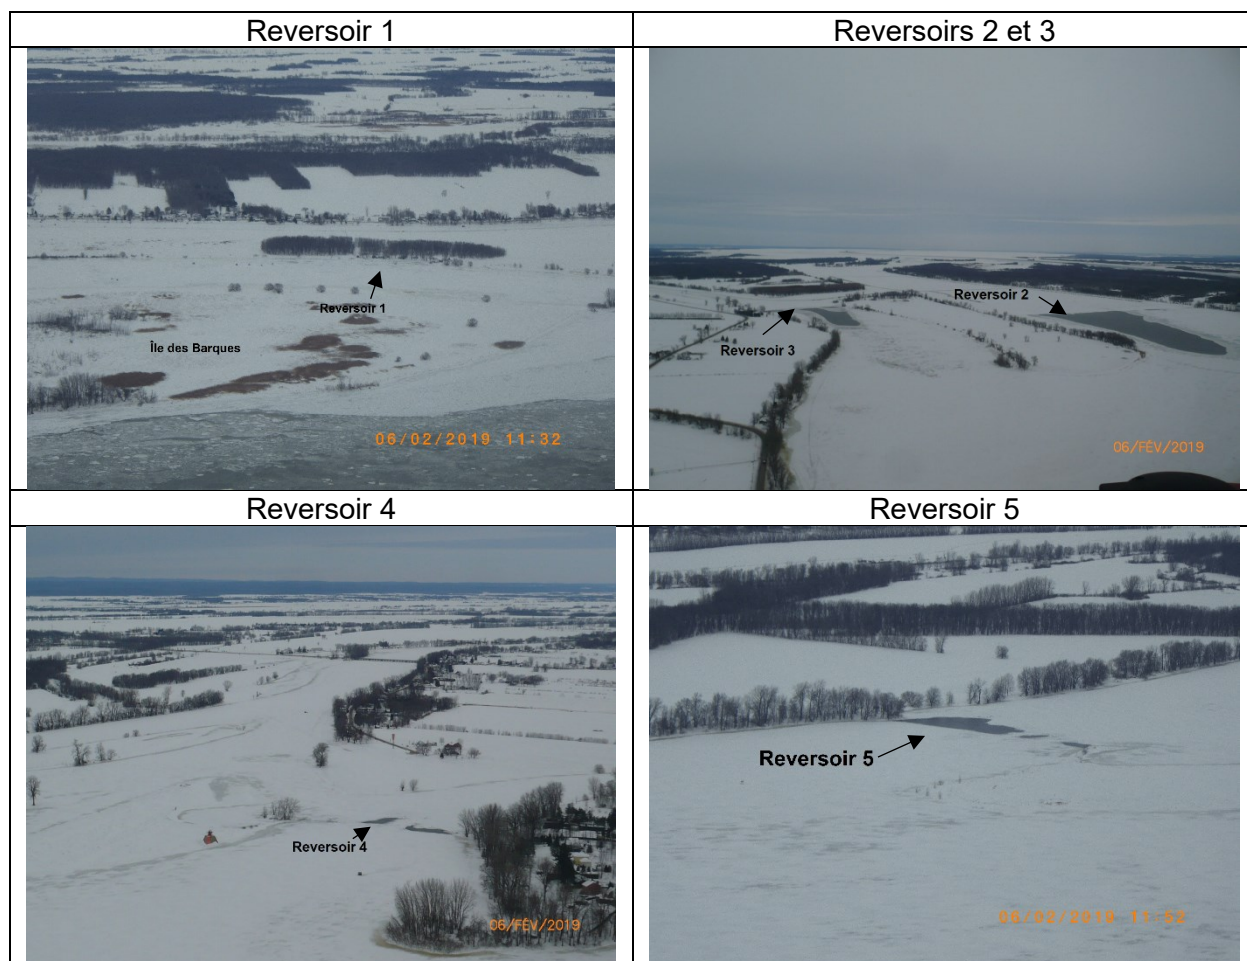 Reversoir 1
Reversoirs 2 et 3
Reversoir 1
Île des Barques
06/02/2019 11:32
Reversoir 2
Reversoir 3
06/FÉV/2019
Reversoir 4
Reversoir 5
Reversoir 4
06/FÉV/2019
Reversoir 5
06/02/2019 11:52